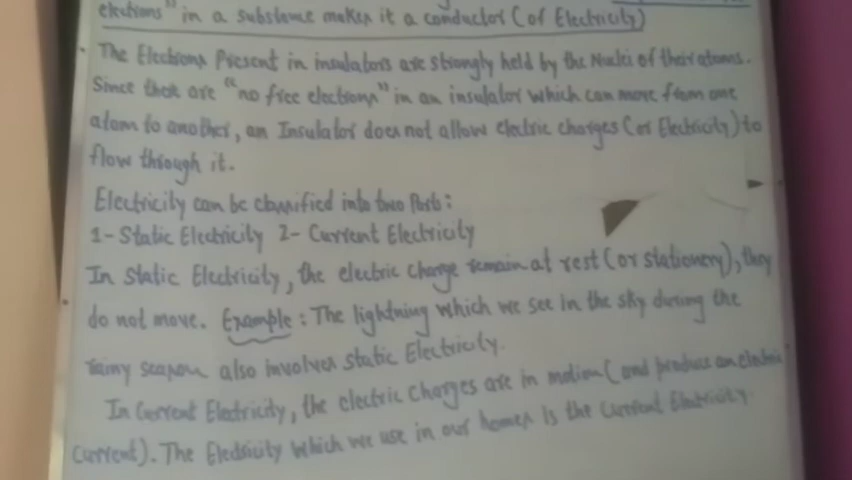 electrons" in a substance makes it a conductor (of Electricity)
The Electrons Present in insulators are strongly held by the Nuclei of their atoms.
Since there are "no free electrons" in an insulator which can move from one
atom to another, an Insulator does not allow electric charges (or Electricity) to
flow through it.
Electricity can be classified into two Parts:
1- Static Electricity 2- Current Electricity
In Static Electricity, the electric charge remain at rest (or stationery), they
do not move. Example: The lightning which we see in the sky during the
rainy season also involves static Electricity.
In Current Electricity, the electric charges are in motion (and produce an electric
current). The Electricity which we use in our homes Is the Current Electricity